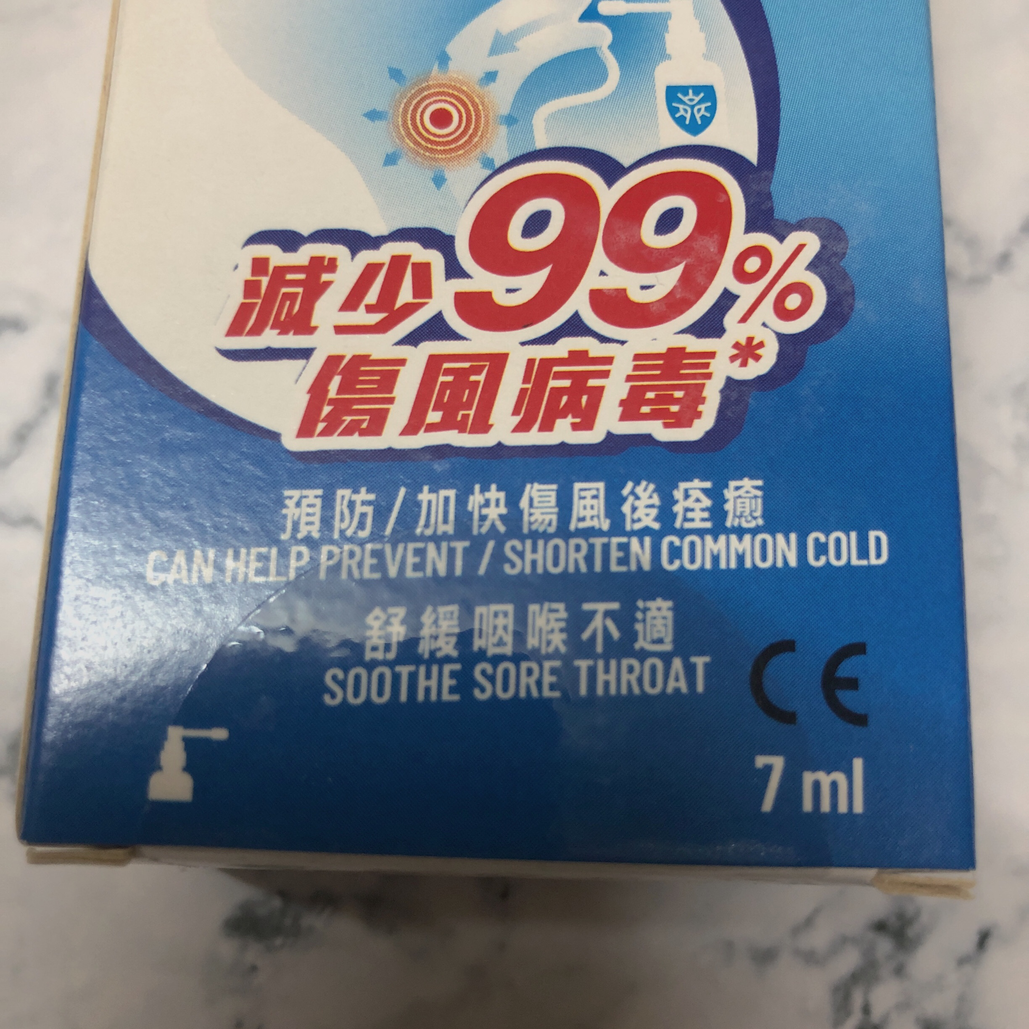 減少99%
傷風病毒*
預防/加快傷風後痊癒
CAN HELP PREVENT / SHORTEN COMMON COLD
舒緩咽喉不適
SOOTHE SORE THROAT
CE
7 ml